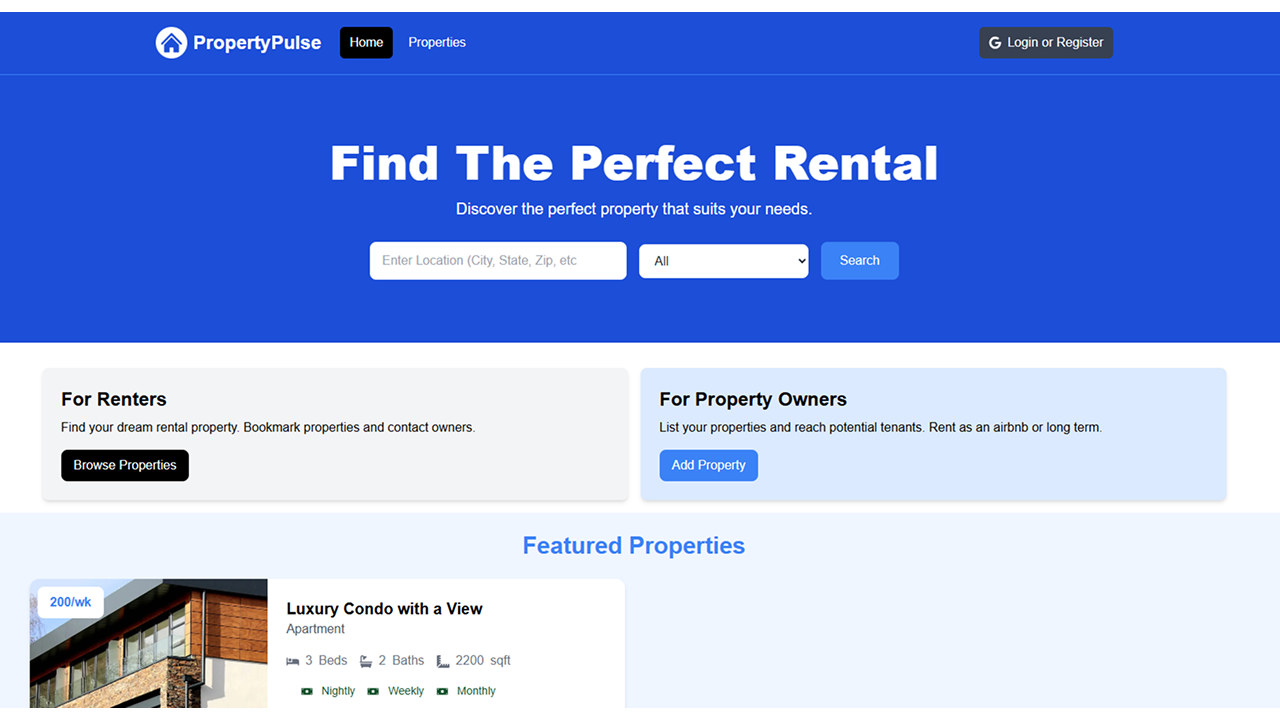 PropertyPulse Home Properties Login or Register
Find The Perfect Rental
Discover the perfect property that suits your needs.
Enter Location (City, State, Zip, etc All Search
For Renters
Find your dream rental property. Bookmark properties and contact owners.
Browse Properties
For Property Owners
List your properties and reach potential tenants. Rent as an airbnb or long term.
Add Property
Featured Properties
200/wk
Luxury Condo with a View
Apartment
3 Beds 2 Baths 2200 sqft
Nightly Weekly Monthly